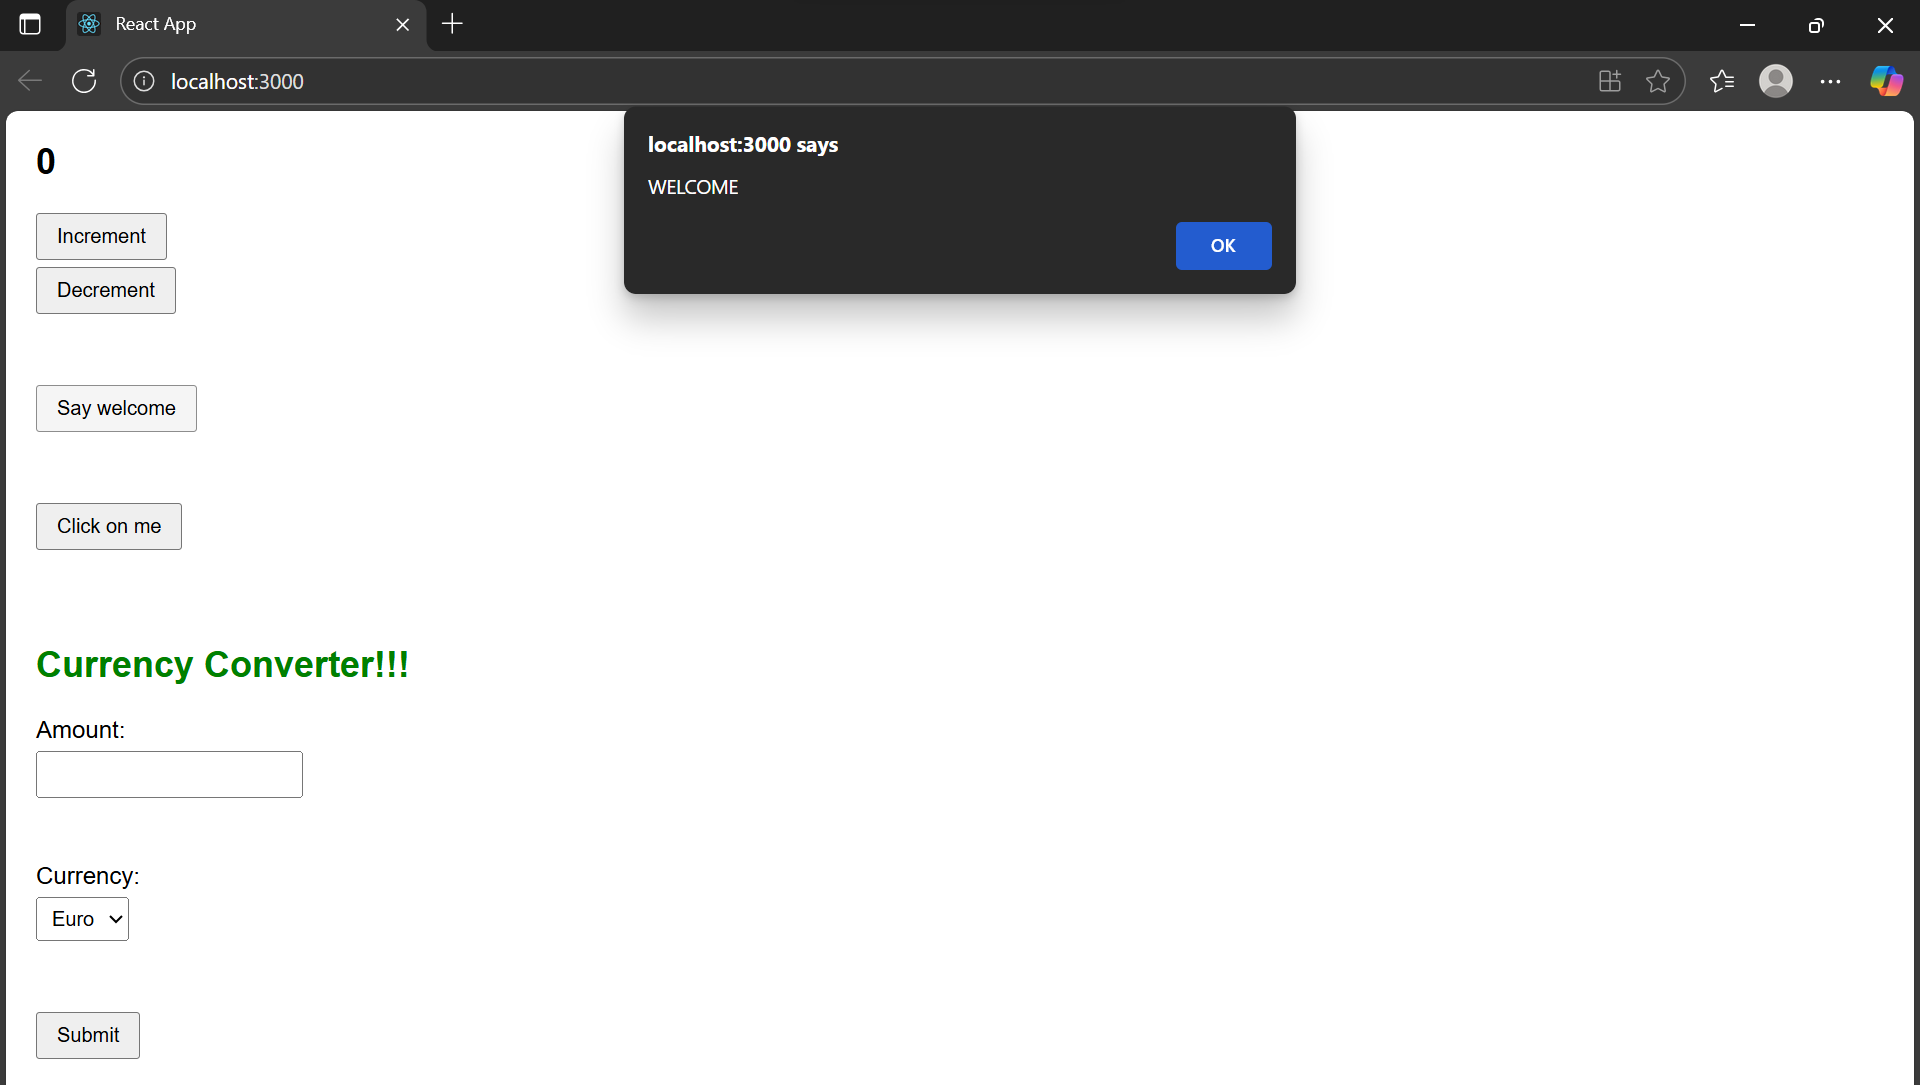 React App
localhost:3000
localhost:3000 says
WELCOME
OK
0
Increment
Decrement
Say welcome
Click on me
Currency Converter!!!
Amount:
Currency:
Euro
Submit